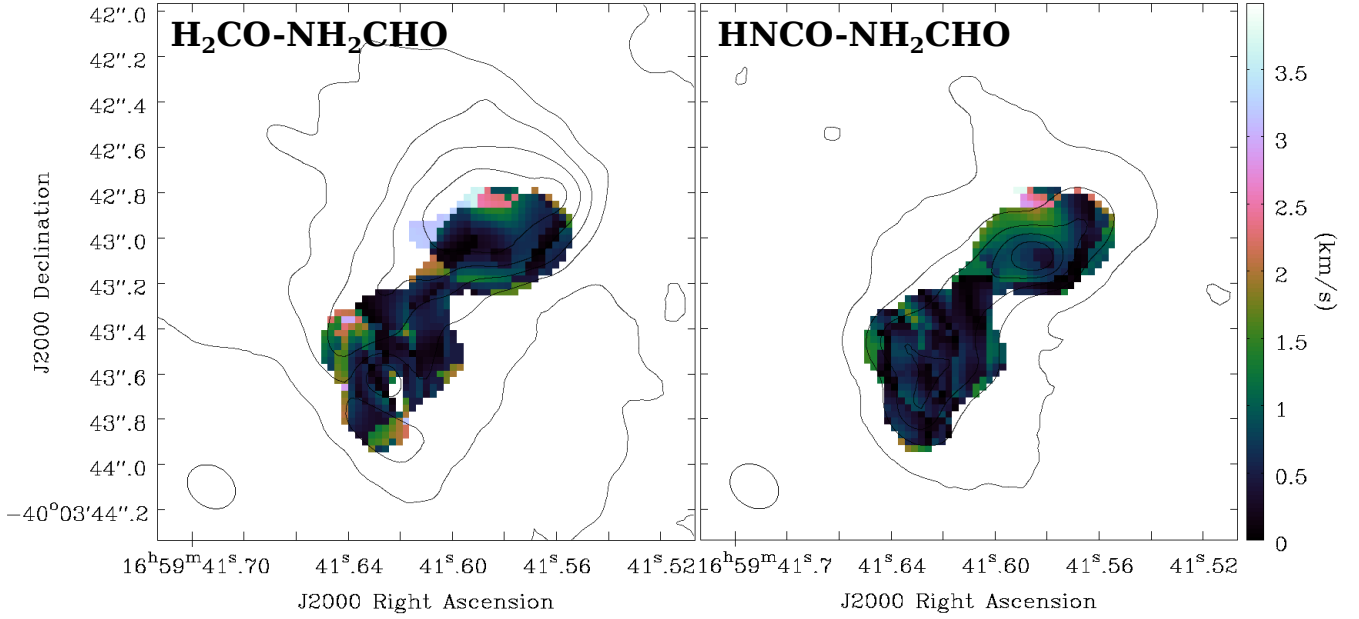 H₂CO-NH₂CHO
HNCO-NH₂CHO
42".0
42".2
42".4
42".6
42".8
43".0
43".2
43".4
43".6
43".8
44".0
−40°03'44".2
J2000 Declination
16ʰ59ᵐ41ˢ.70
41ˢ.64
41ˢ.60
41ˢ.56
41ˢ.52
J2000 Right Ascension
16ʰ59ᵐ41ˢ.7
41ˢ.64
41ˢ.60
41ˢ.56
41ˢ.52
J2000 Right Ascension
3.5
3
2.5
2
1.5
1
0.5
0
(km/s)